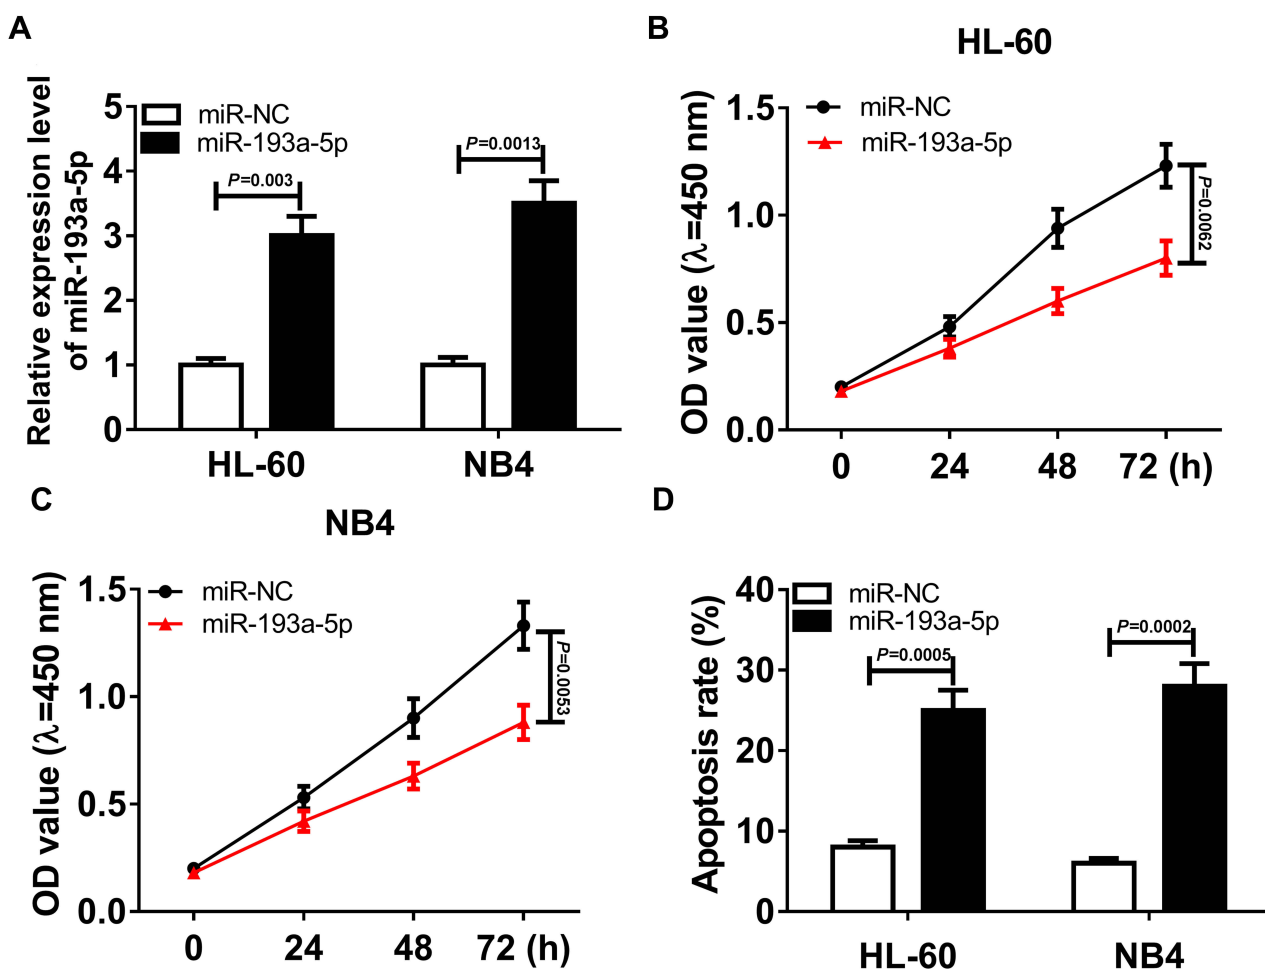 A
Relative expression level
of miR-193a-5p
5
4
3
2
1
0
miR-NC
miR-193a-5p
P=0.003
P=0.0013
HL-60
NB4
B
HL-60
OD value (λ=450 nm)
1.5
1.0
0.5
0.0
miR-NC
miR-193a-5p
P=0.0062
0 24 48 72 (h)
C
NB4
OD value (λ=450 nm)
1.5
1.0
0.5
0.0
miR-NC
miR-193a-5p
P=0.0053
0 24 48 72 (h)
D
Apoptosis rate (%)
40
30
20
10
0
miR-NC
miR-193a-5p
P=0.0005
P=0.0002
HL-60
NB4